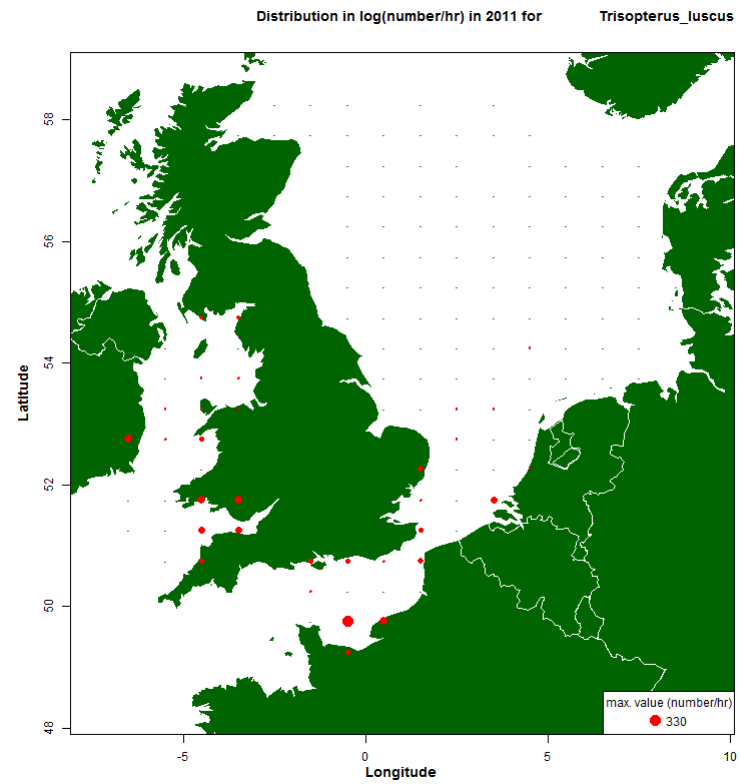 Distribution in log(number/hr) in 2011 for Trisopterus_luscus
58
56
54
52
50
48
Latitude
-5 0 5 10
Longitude
max. value (number/hr)
330